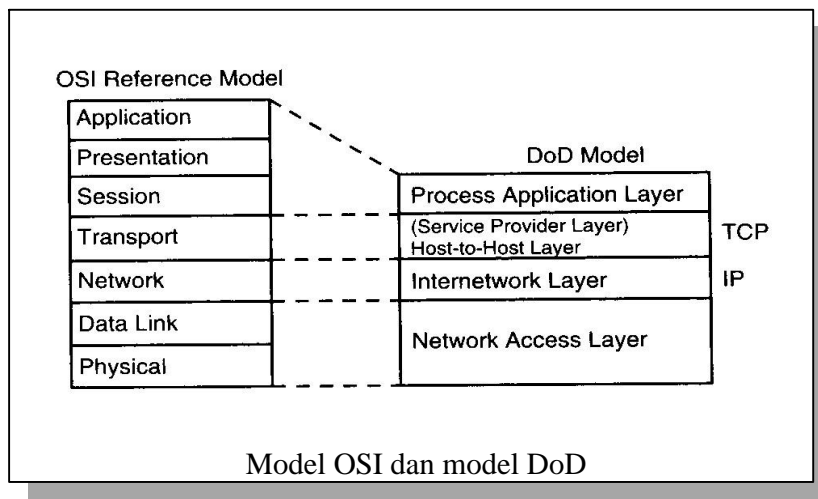 OSI Reference Model
Application
Presentation
Session
Transport
Network
Data Link
Physical
DoD Model
Process Application Layer
(Service Provider Layer)
Host-to-Host Layer
TCP
Internetwork Layer
IP
Network Access Layer
Model OSI dan model DoD